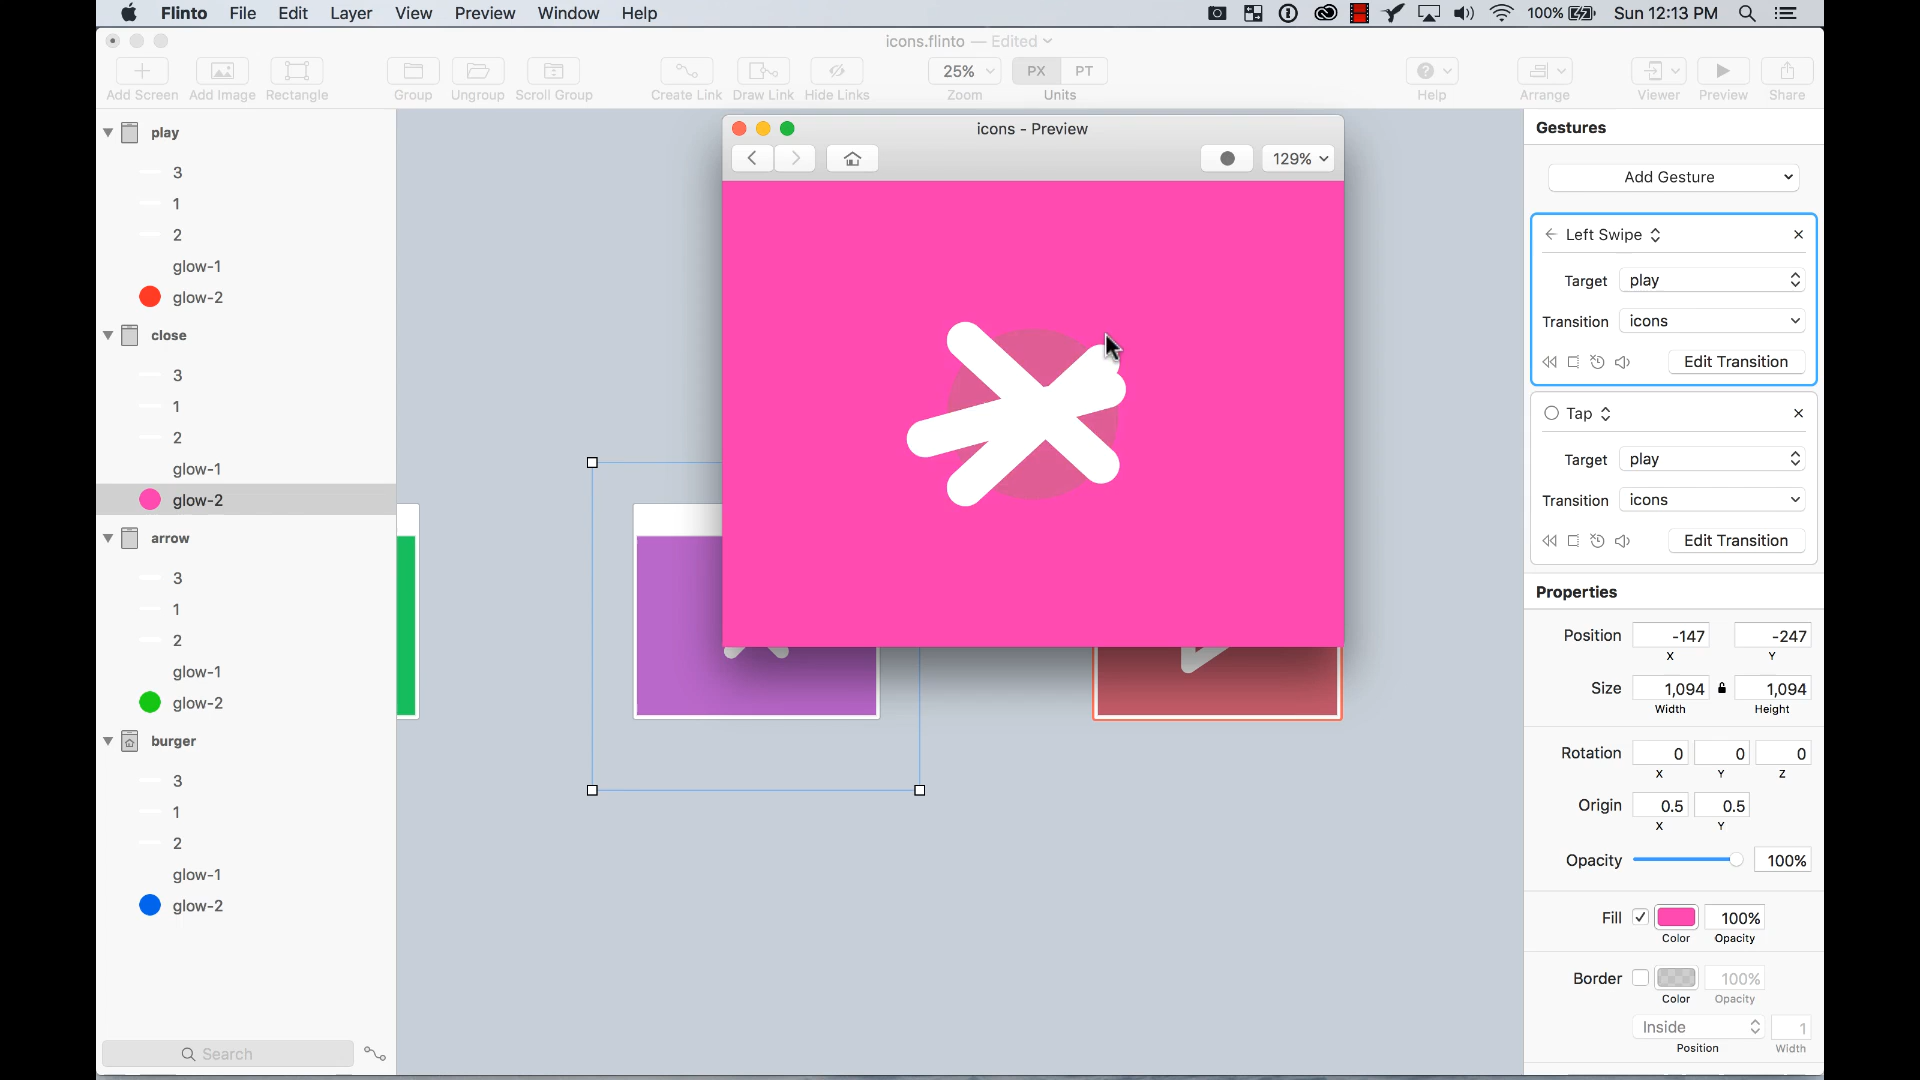 Flinto File Edit Layer View Preview Window Help 100% Sun 12:13 PM
icons.flinto — Edited
25% PX PT
Add Screen Add Image Rectangle Group Ungroup Scroll Group Create Link Draw Link Hide Links Zoom Units Help Arrange Viewer Preview Share
play
3
1
2
glow-1
glow-2
close
3
1
2
glow-1
glow-2
arrow
3
1
2
glow-1
glow-2
burger
3
1
2
glow-1
glow-2
Search
icons - Preview
129%
Gestures
Add Gesture
Left Swipe
Target play
Transition icons
Edit Transition
Tap
Target play
Transition icons
Edit Transition
Properties
Position -147 -247
X Y
Size 1,094 1,094
Width Height
Rotation 0 0 0
X Y Z
Origin 0.5 0.5
X Y
Opacity 100%
Fill 100%
Color Opacity
Border 100%
Color Opacity
Inside 1
Position Width